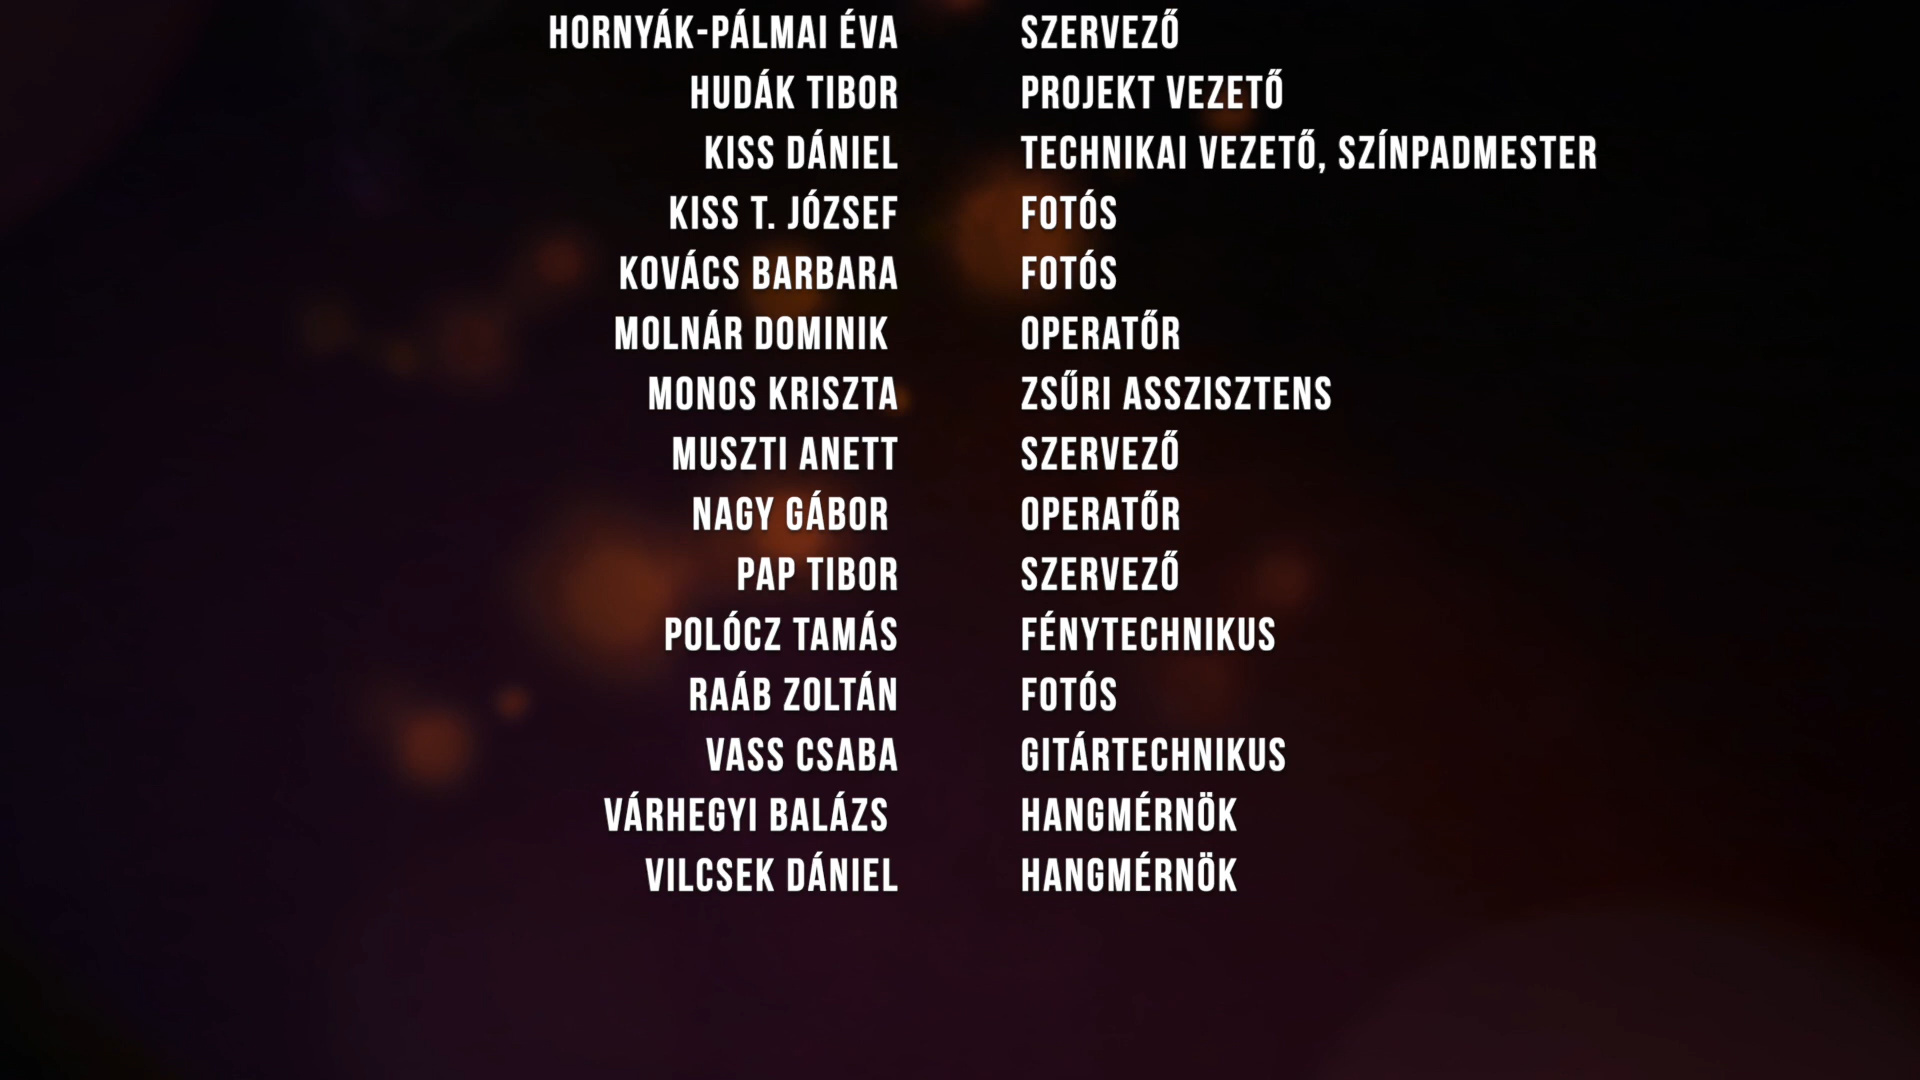 HORNYÁK-PÁLMAI ÉVA SZERVEZŐ
HUDÁK TIBOR PROJEKT VEZETŐ
KISS DÁNIEL TECHNIKAI VEZETŐ, SZÍNPADMESTER
KISS T. JÓZSEF FOTÓS
KOVÁCS BARBARA FOTÓS
MOLNÁR DOMINIK OPERATŐR
MONOS KRISZTA ZSŰRI ASSZISZTENS
MUSZTI ANETT SZERVEZŐ
NAGY GÁBOR OPERATŐR
PAP TIBOR SZERVEZŐ
POLÓCZ TAMÁS FÉNYTECHNIKUS
RAÁB ZOLTÁN FOTÓS
VASS CSABA GITÁRTECHNIKUS
VÁRHEGYI BALÁZS HANGMÉRNÖK
VILCSEK DÁNIEL HANGMÉRNÖK